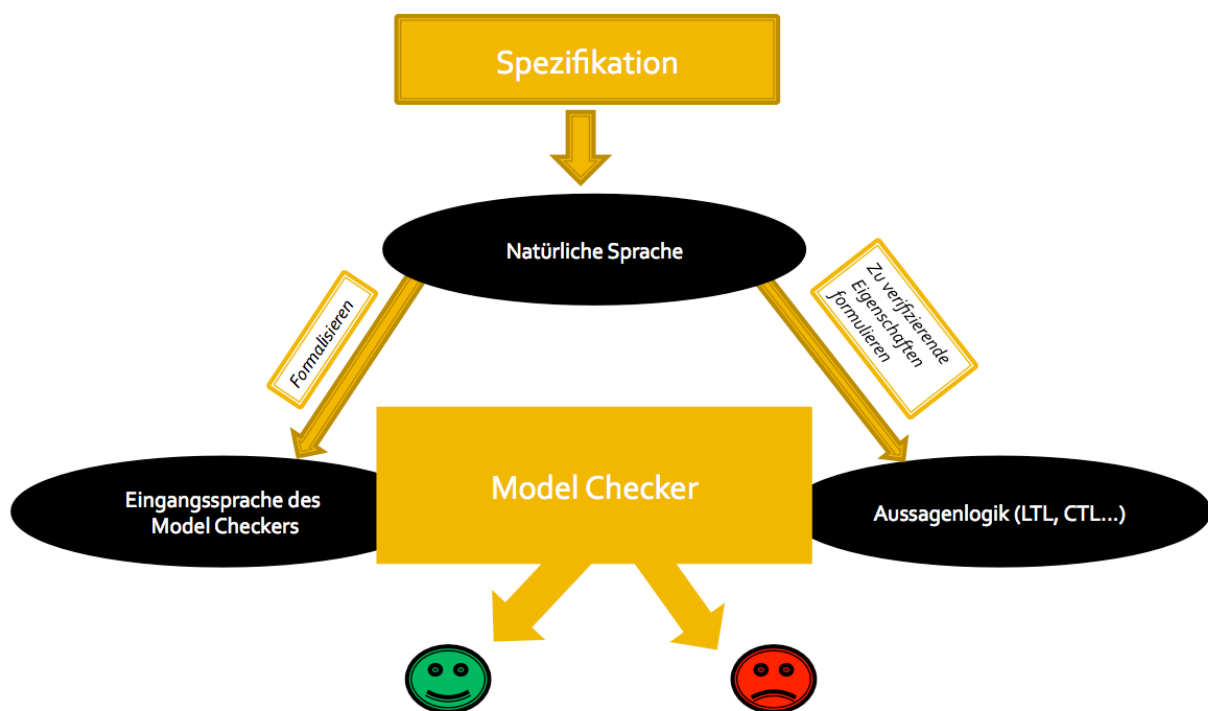 Spezifikation
Natürliche Sprache
Formalisieren
Zu verifizierende
Eigenschaften
formulieren
Eingangssprache des
Model Checkers
Model Checker
Aussagenlogik (LTL, CTL...)